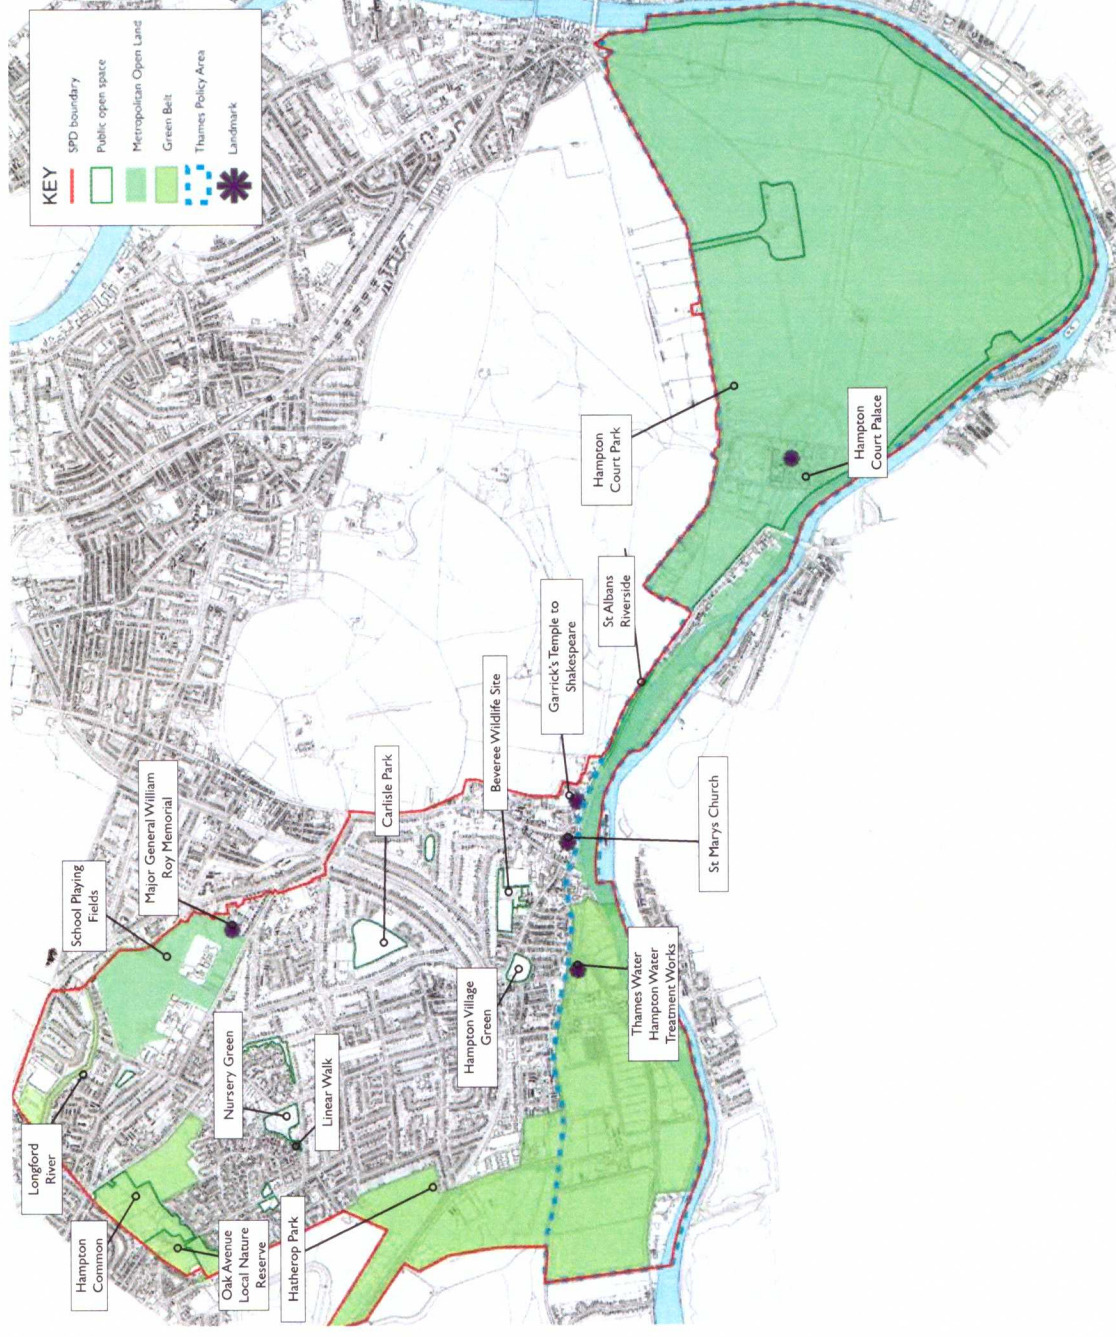 KEY
SPD boundary
Public open space
Metropolitan Open Land
Green Belt
Thames Policy Area
Landmark
Hampton
Common
Longford
River
School Playing
Fields
Major General William
Roy Memorial
Oak Avenue
Local Nature
Reserve
Nursery Green
Linear Walk
Hatherop Park
Carlisle Park
Hampton Village
Green
Beveree Wildlife Site
Garrick's Temple to
Shakespeare
St Albans
Riverside
Hampton
Court Park
Thames Water
Hampton Water
Treatment Works
St Marys Church
Hampton
Court Palace